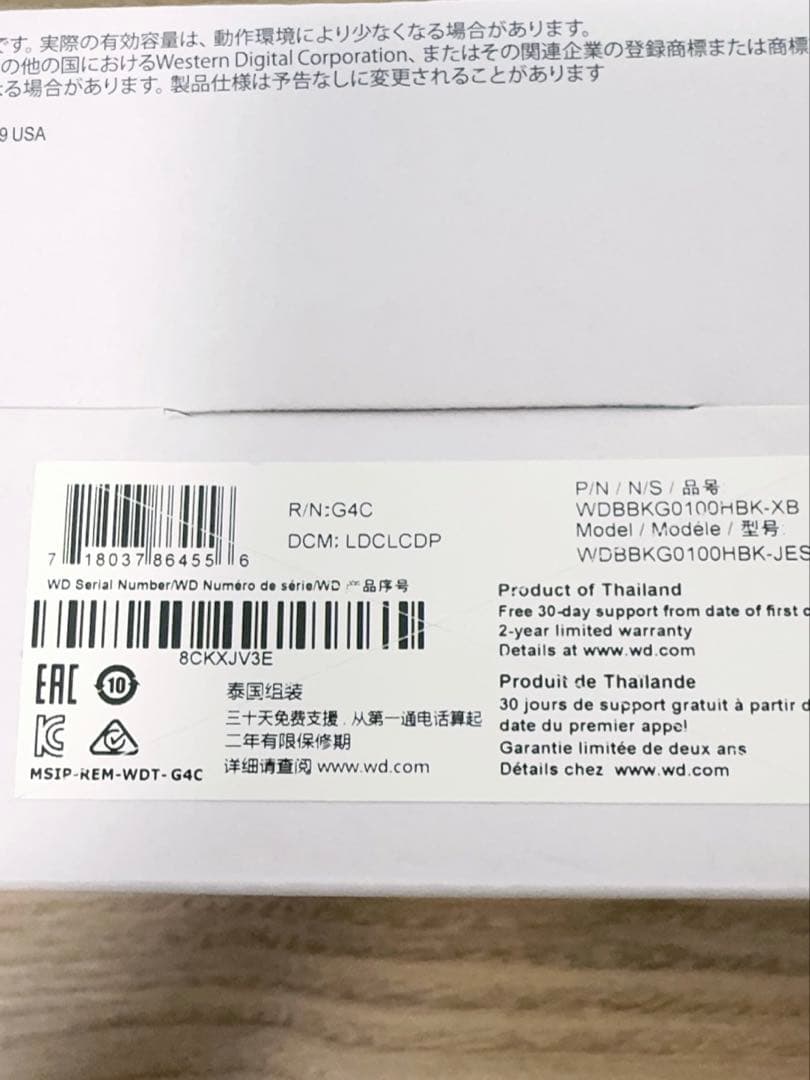 です。実際の有効容量は、動作環境により少なくなる場合があります。
の他の国におけるWestern Digital Corporation、またはその関連企業の登録商標または商標
なる場合があります。製品仕様は予告なしに変更されることがあります
9 USA
7 18037 86455 6
R/N:G4C
DCM: LDCLCDP
P/N / N/S / 品号
WDBBKG0100HBK-XB
Model / Modèle / 型号
WDBBKG0100HBK-JES
WD Serial Number/WD Numéro de série/WD 产品序号
8CKXJV3E
EAC
10
MSIP-REM-WDT-G4C
泰国组装
三十天免费支援．从第一通电话算起
二年有限保修期
详细请查阅 www.wd.com
Product of Thailand
Free 30-day support from date of first c
2-year limited warranty
Details at www.wd.com
Produit de Thailande
30 jours de support gratuit à partir d
date du premier appel
Garantie limitée de deux ans
Détails chez www.wd.com